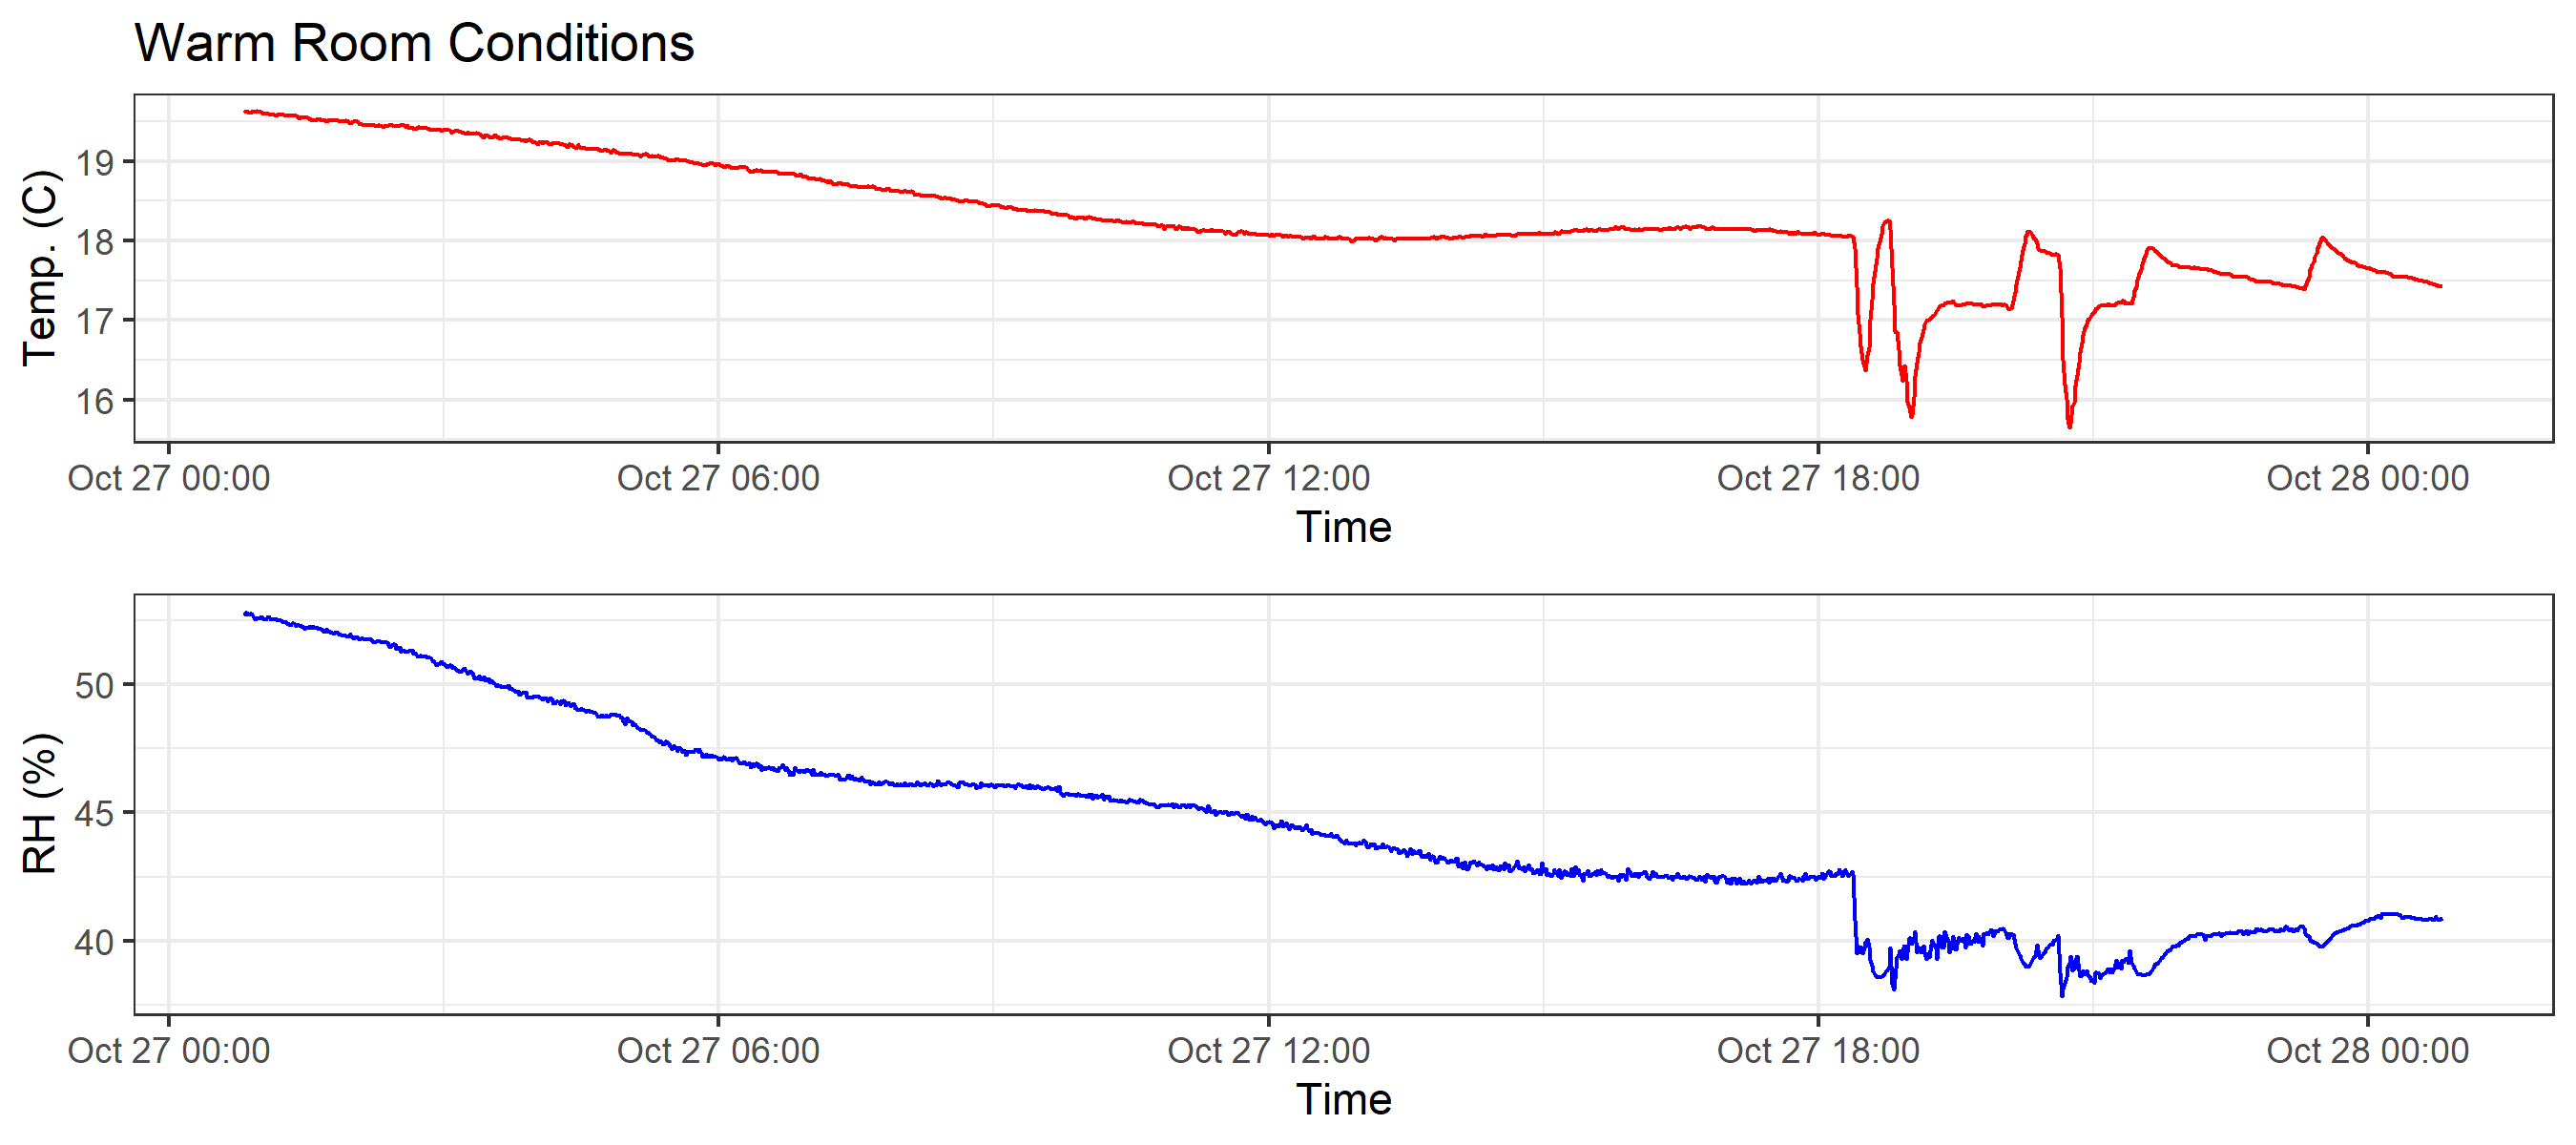 Warm Room Conditions
Temp. (C)
19
18
17
16
Oct 27 00:00 Oct 27 06:00 Oct 27 12:00 Oct 27 18:00 Oct 28 00:00
Time
RH (%)
50
45
40
Oct 27 00:00 Oct 27 06:00 Oct 27 12:00 Oct 27 18:00 Oct 28 00:00
Time